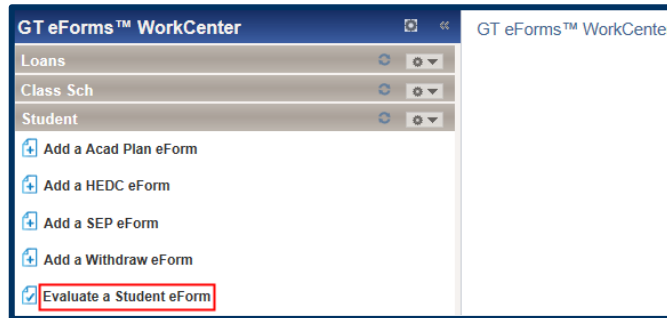 GT eForms™ WorkCenter
GT eForms™ WorkCente
Loans
Class Sch
Student
Add a Acad Plan eForm
Add a HEDC eForm
Add a SEP eForm
Add a Withdraw eForm
Evaluate a Student eForm